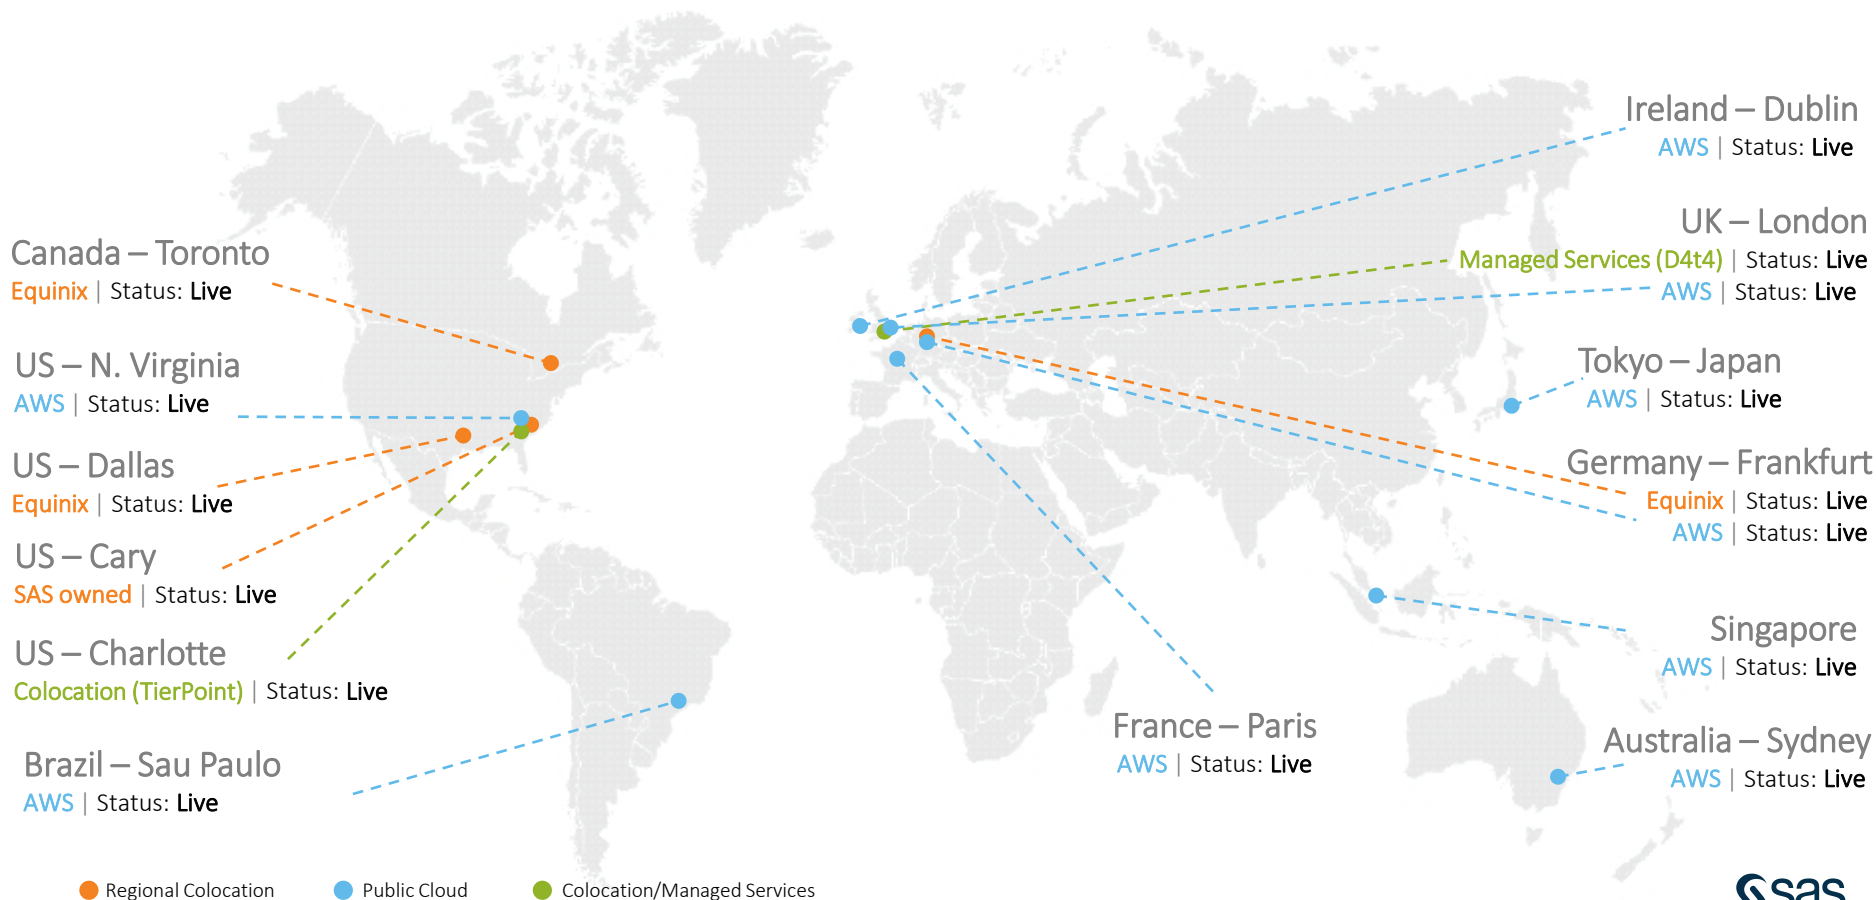 Canada – Toronto
Equinix | Status: Live
US – N. Virginia
AWS | Status: Live
US – Dallas
Equinix | Status: Live
US – Cary
SAS owned | Status: Live
US – Charlotte
Colocation (TierPoint) | Status: Live
Brazil – Sau Paulo
AWS | Status: Live
Ireland – Dublin
AWS | Status: Live
UK – London
Managed Services (D4t4) | Status: Live
AWS | Status: Live
Tokyo – Japan
AWS | Status: Live
Germany – Frankfurt
Equinix | Status: Live
AWS | Status: Live
Singapore
AWS | Status: Live
France – Paris
AWS | Status: Live
Australia – Sydney
AWS | Status: Live
Regional Colocation
Public Cloud
Colocation/Managed Services
sas